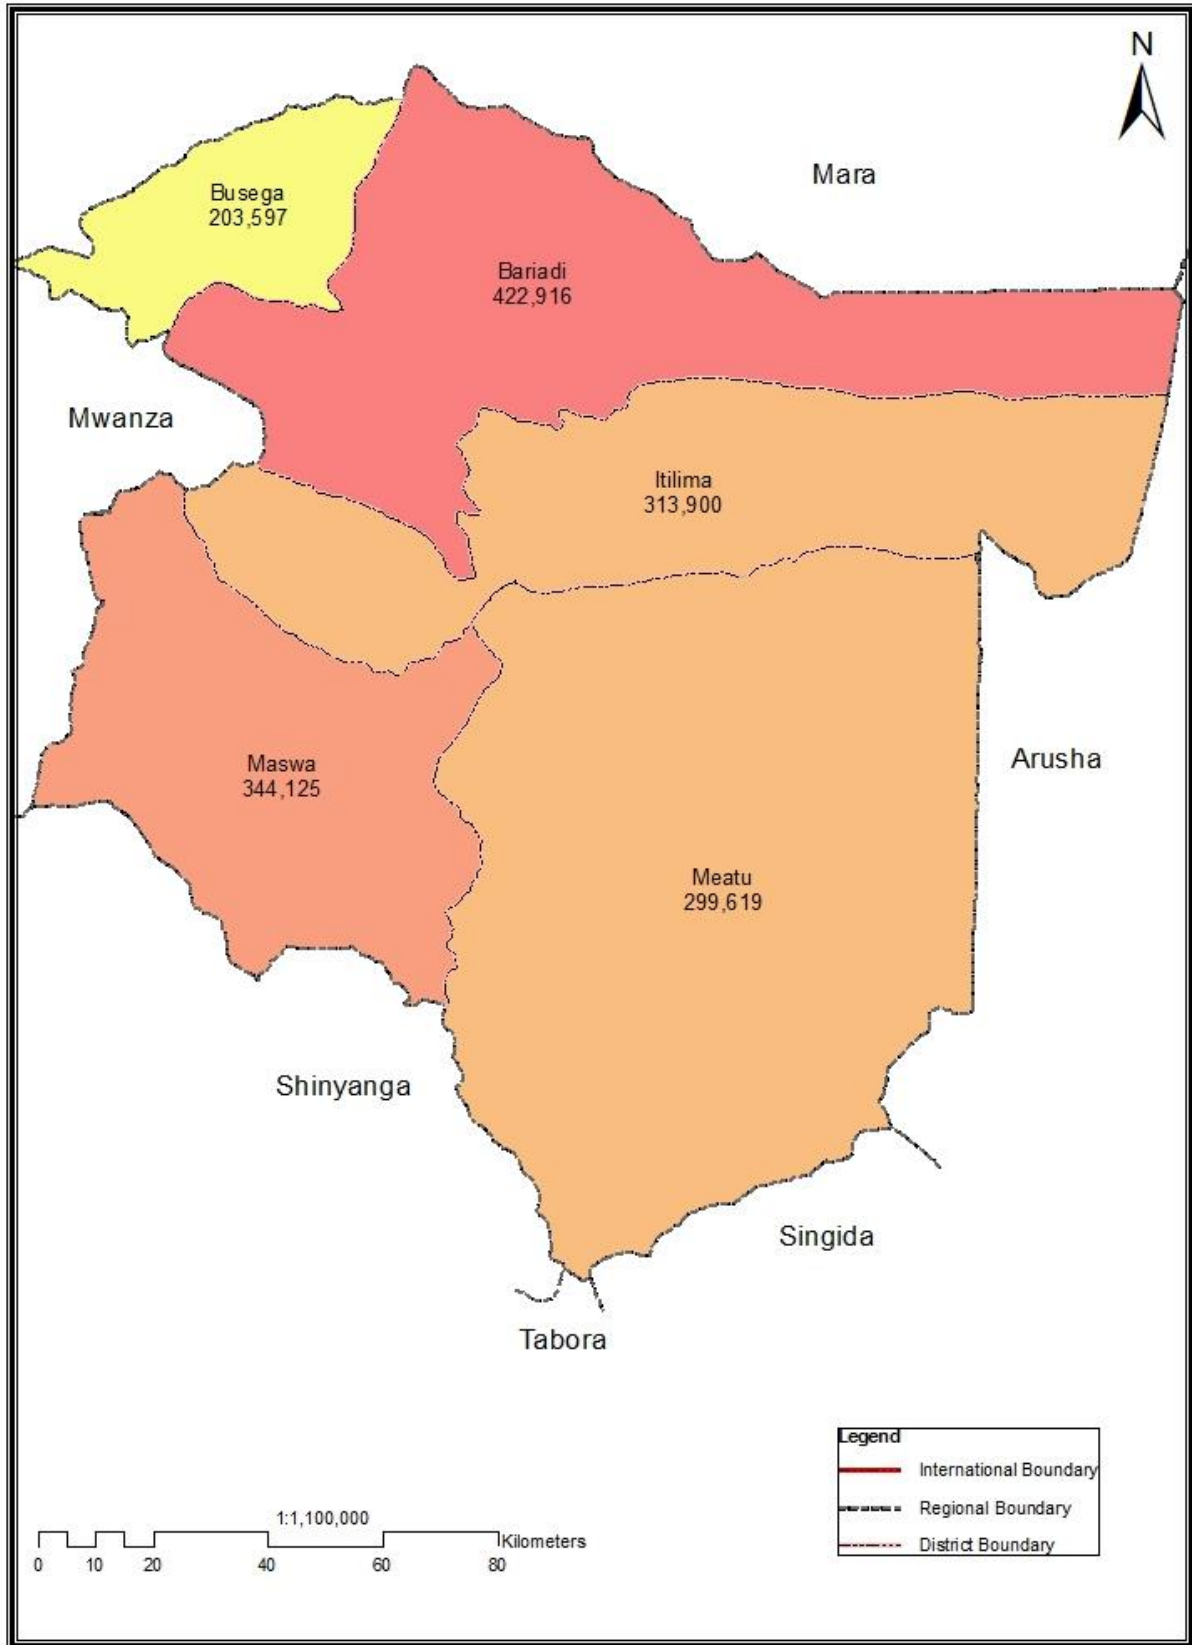 N
Mara
Busega
203,597
Bariadi
422,916
Mwanza
Itilima
313,900
Maswa
344,125
Arusha
Meatu
299,619
Shinyanga
Singida
Tabora
Legend
International Boundary
Regional Boundary
District Boundary
1:1,100,000
Kilometers
0 10 20 40 60 80